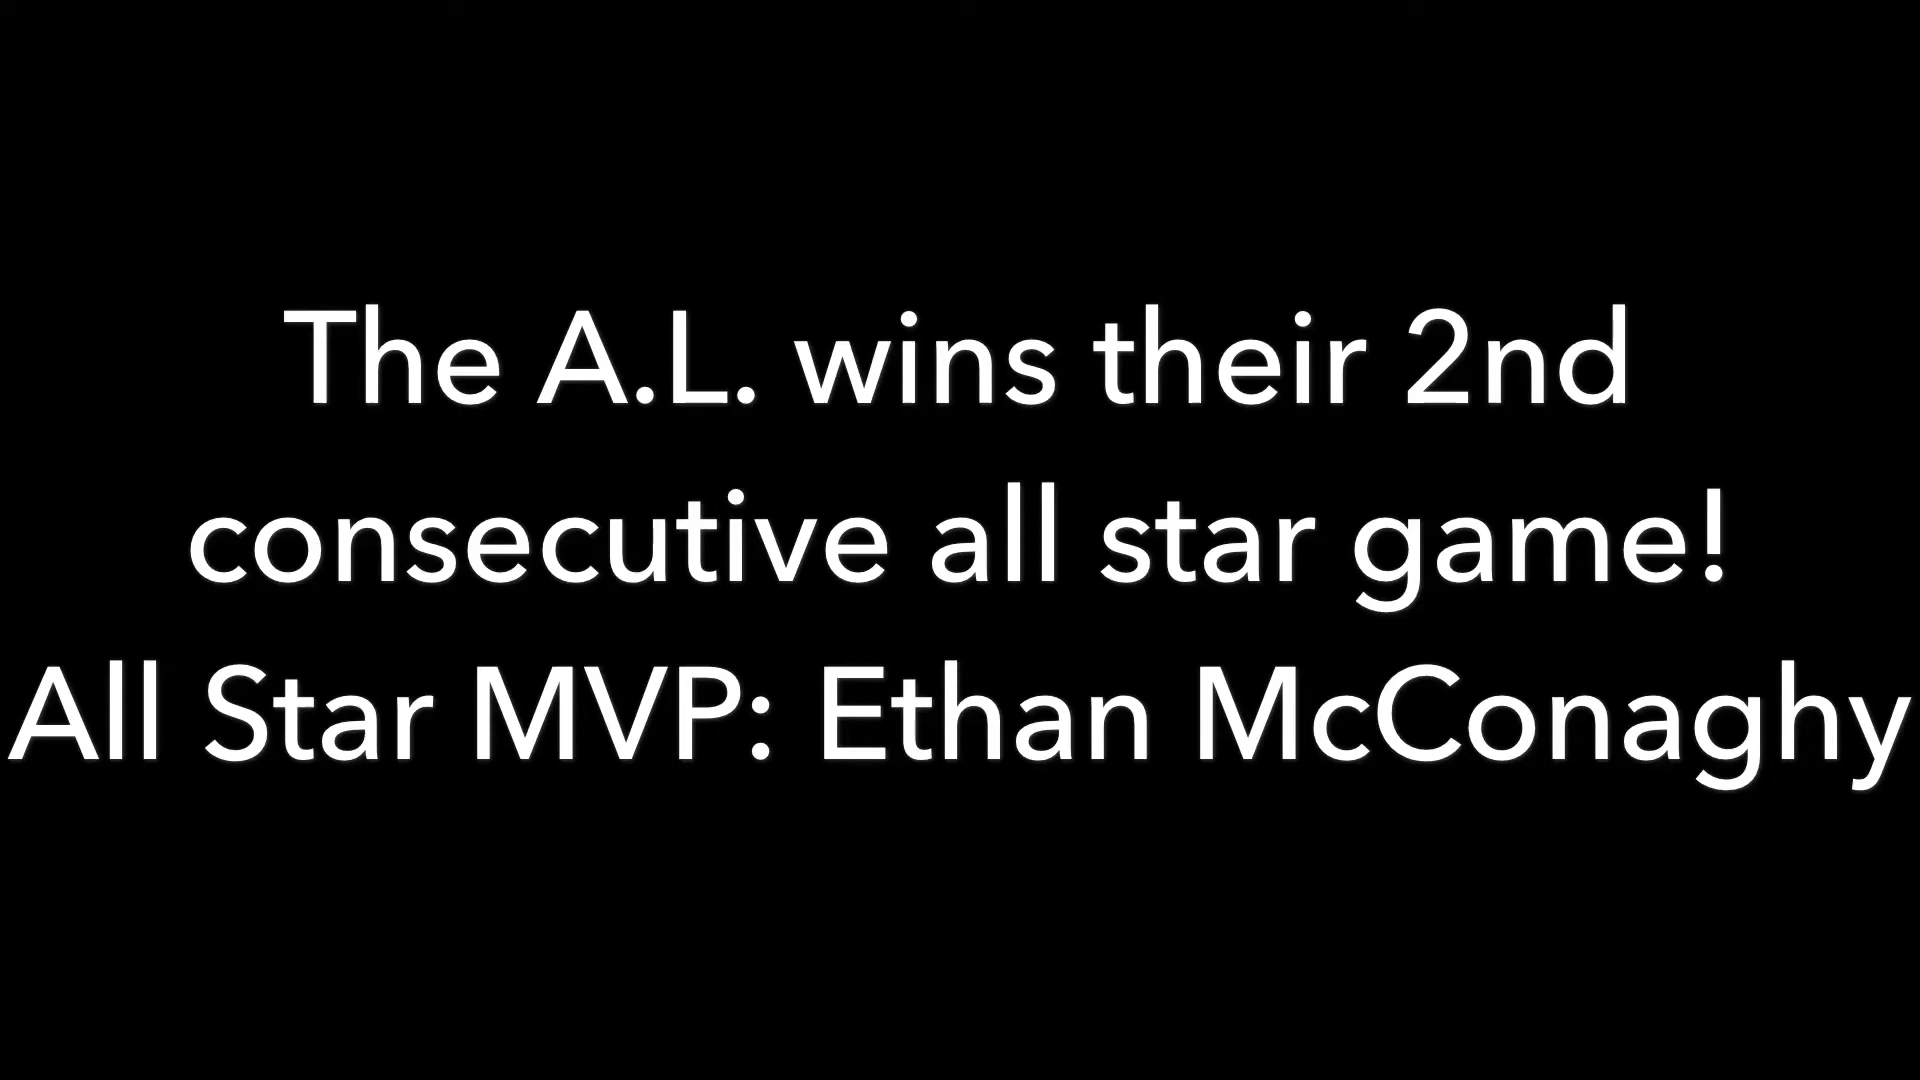 The A.L. wins their 2nd
consecutive all star game!
All Star MVP: Ethan McConaghy